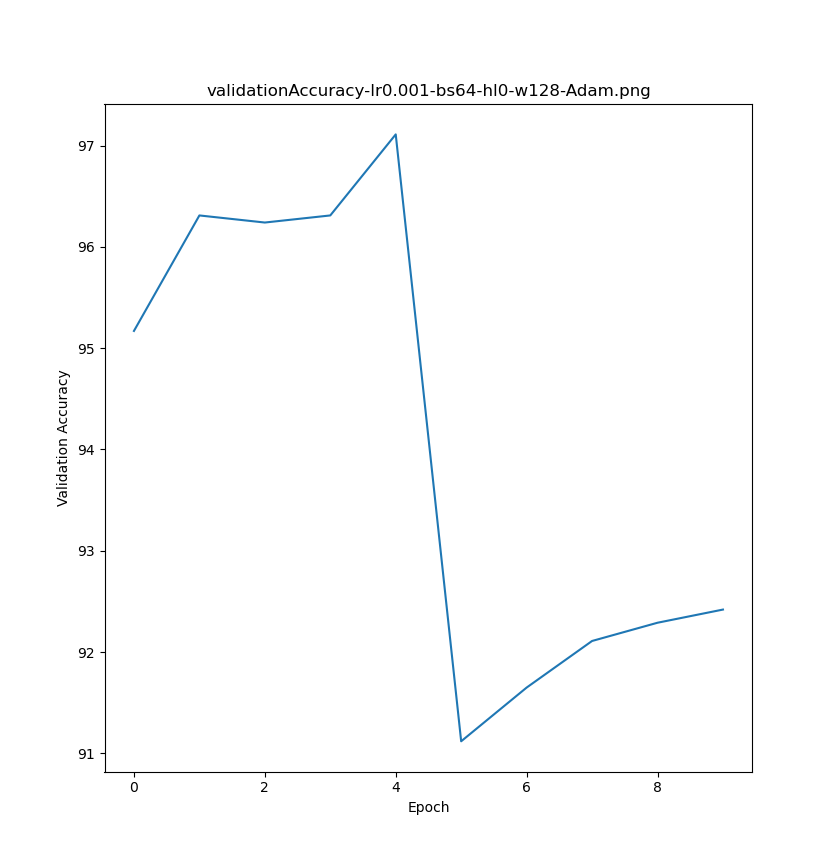 validationAccuracy-lr0.001-bs64-hl0-w128-Adam.png
97
96
95
94
93
92
91
Validation Accuracy
0 2 4 6 8
Epoch